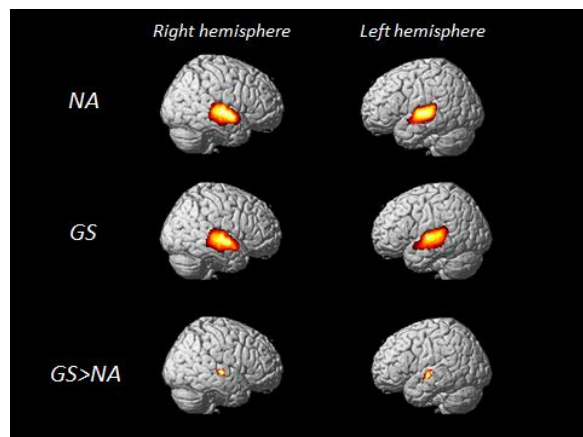 Right hemisphere
Left hemisphere
NA
GS
GS>NA